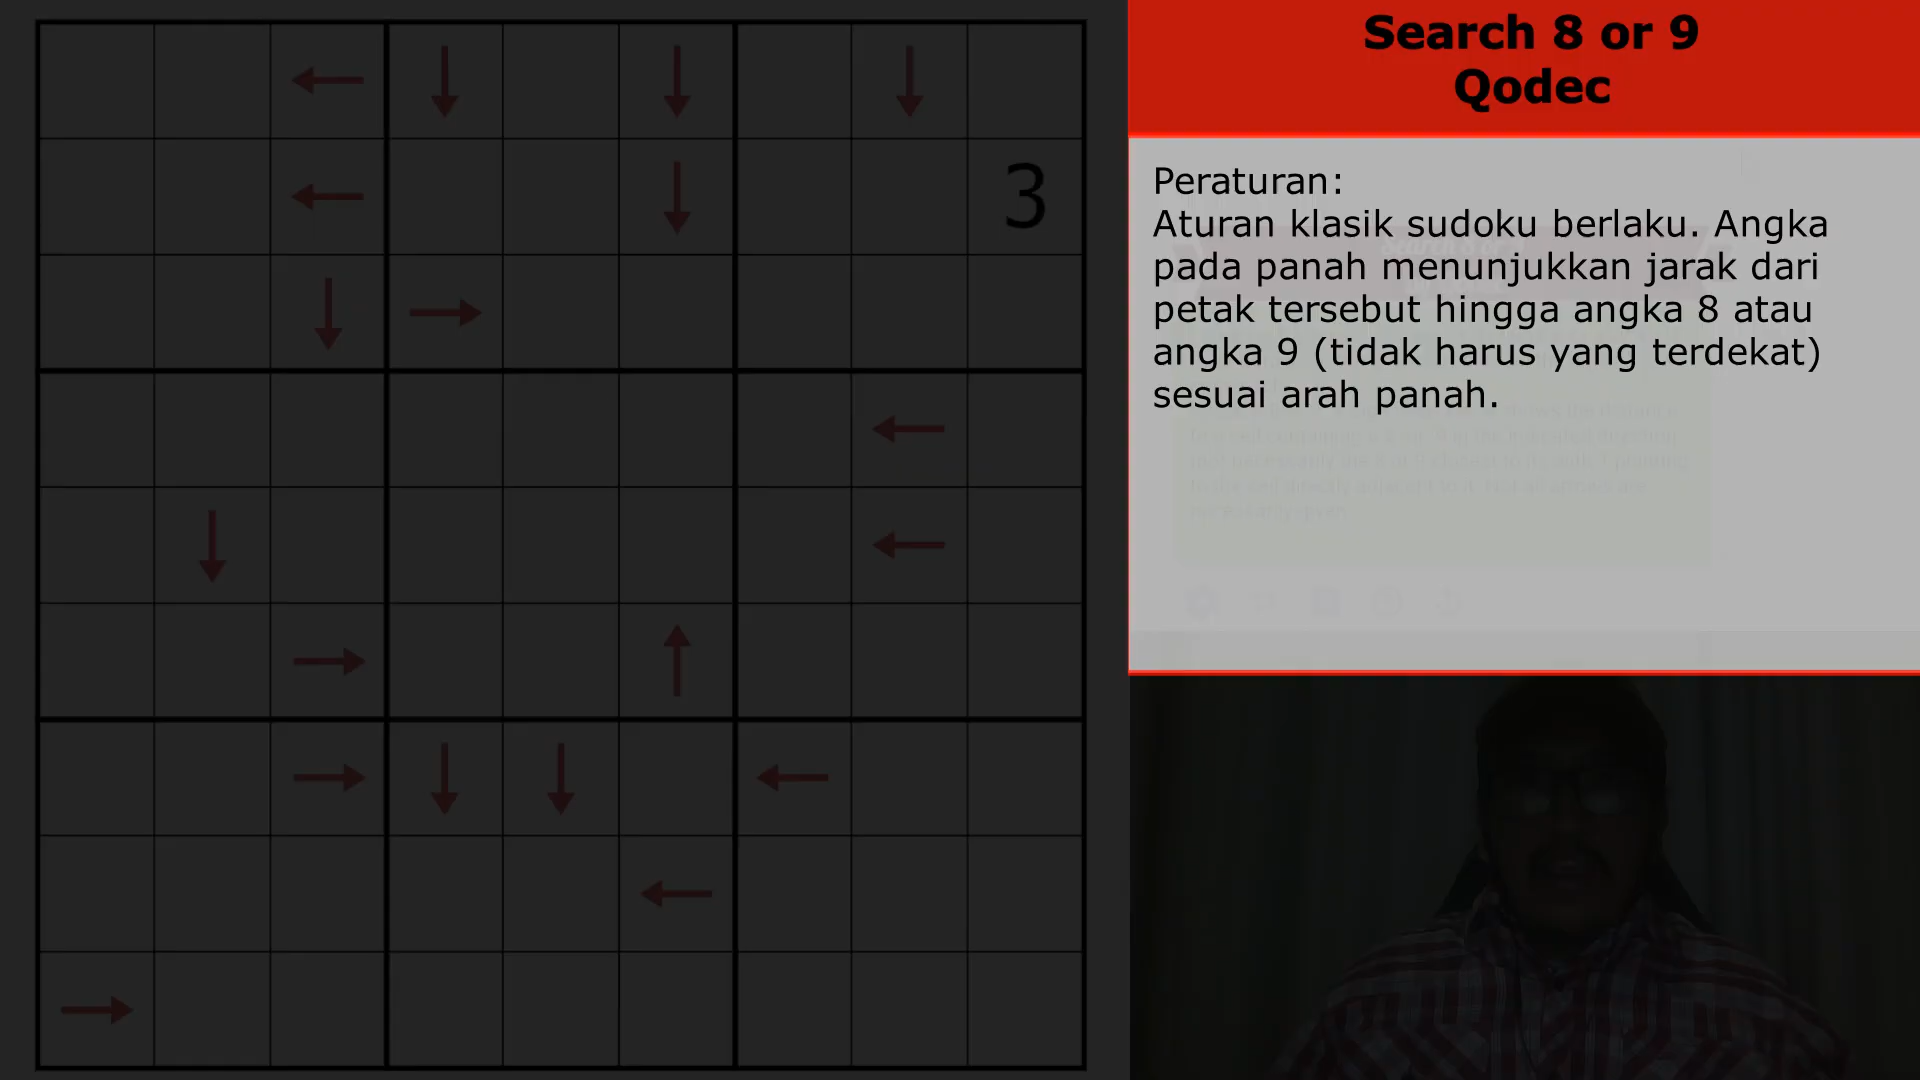 Search 8 or 9
Qodec
3
Peraturan:
Aturan klasik sudoku berlaku. Angka
pada panah menunjukkan jarak dari
petak tersebut hingga angka 8 atau
angka 9 (tidak harus yang terdekat)
sesuai arah panah.